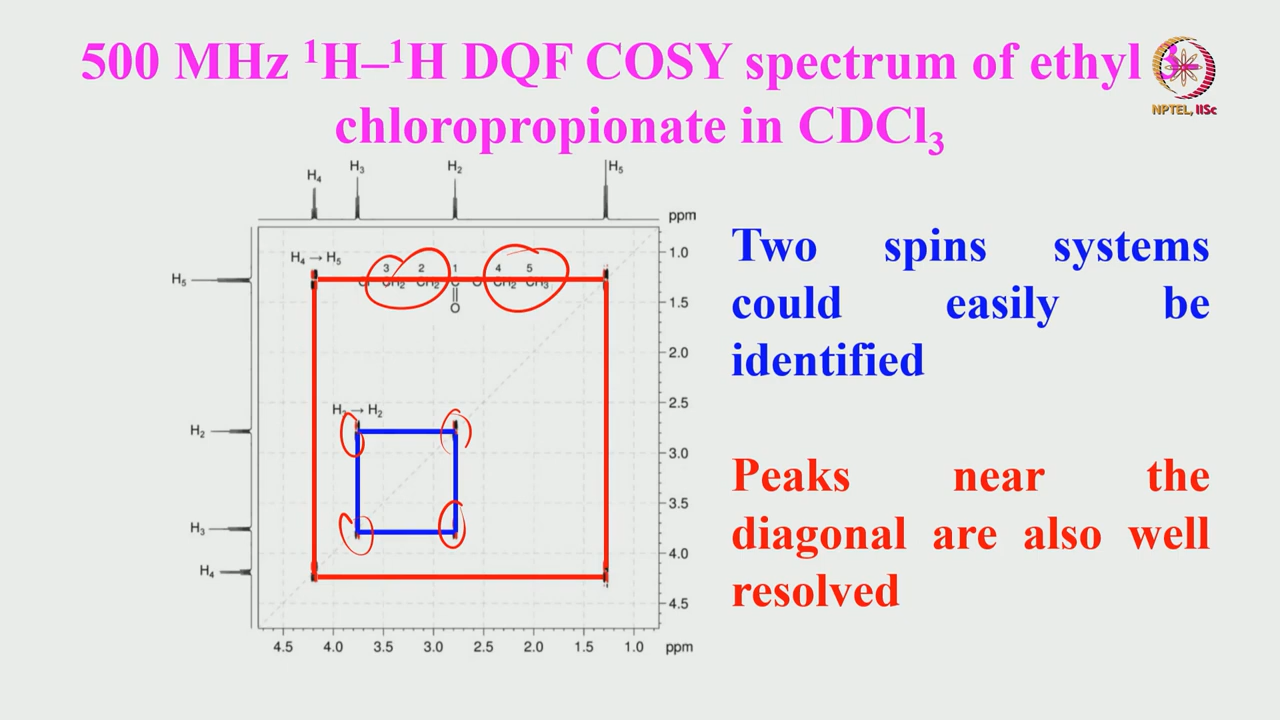 500 MHz ¹H–¹H DQF COSY spectrum of ethyl 3-
chloropropionate in CDCl₃
NPTEL, IISc
H₄ H₃ H₂ H₅
ppm
H₄ → H₅
3 2 1 4 5
CH₂ CH₂ C O CH₂ CH₃
O
H₅
1.0
1.5
2.0
2.5
H₃ → H₂
H₂
3.0
3.5
H₃
4.0
H₄
4.5
4.5 4.0 3.5 3.0 2.5 2.0 1.5 1.0 ppm
Two spins systems
could easily be
identified
Peaks near the
diagonal are also well
resolved